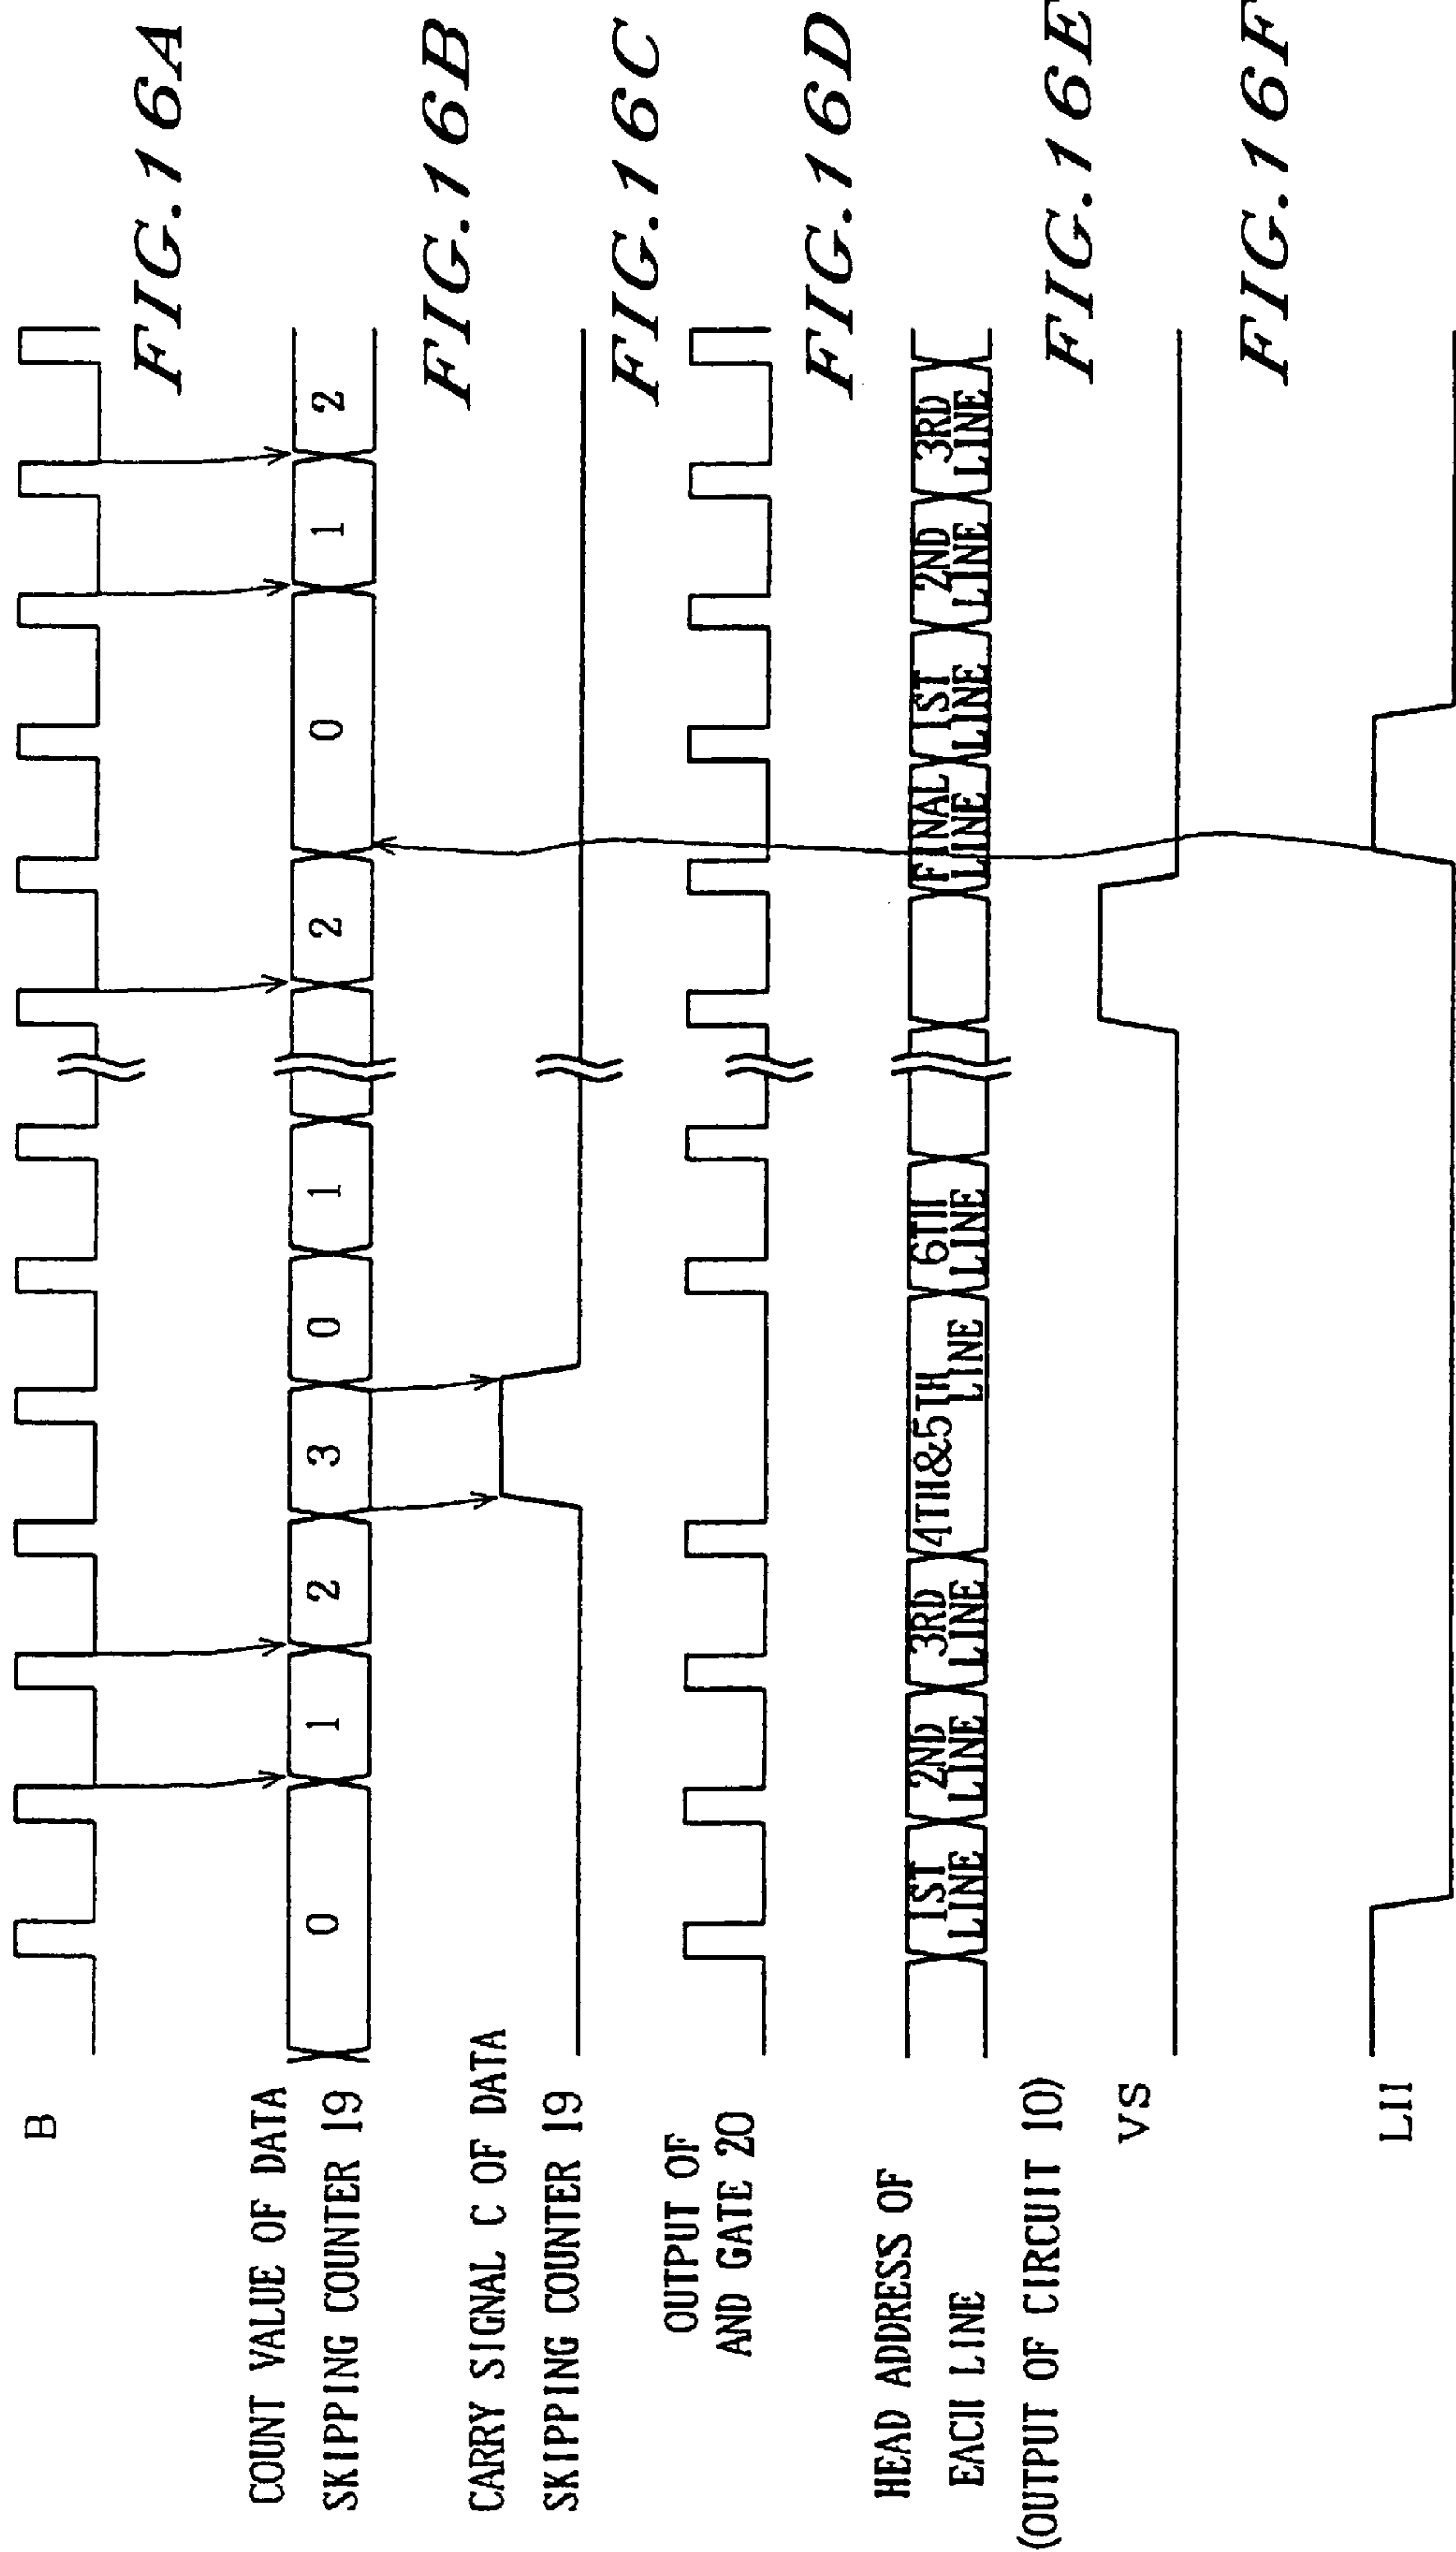 B
FIG.16A
COUNT VALUE OF DATA
SKIPPING COUNTER 19
0 1 2 3 0 1 2 0 1 2
FIG.16B
CARRY SIGNAL C OF DATA
SKIPPING COUNTER 19
FIG.16C
OUTPUT OF
AND GATE 20
FIG.16D
HEAD ADDRESS OF
EACH LINE
(OUTPUT OF CIRCUIT 10)
1ST LINE
2ND LINE
3RD LINE
4TH&5TH LINE
6TH LINE
FINAL LINE
1ST LINE
2ND LINE
3RD LINE
FIG.16E
VS
FIG.16F
LII